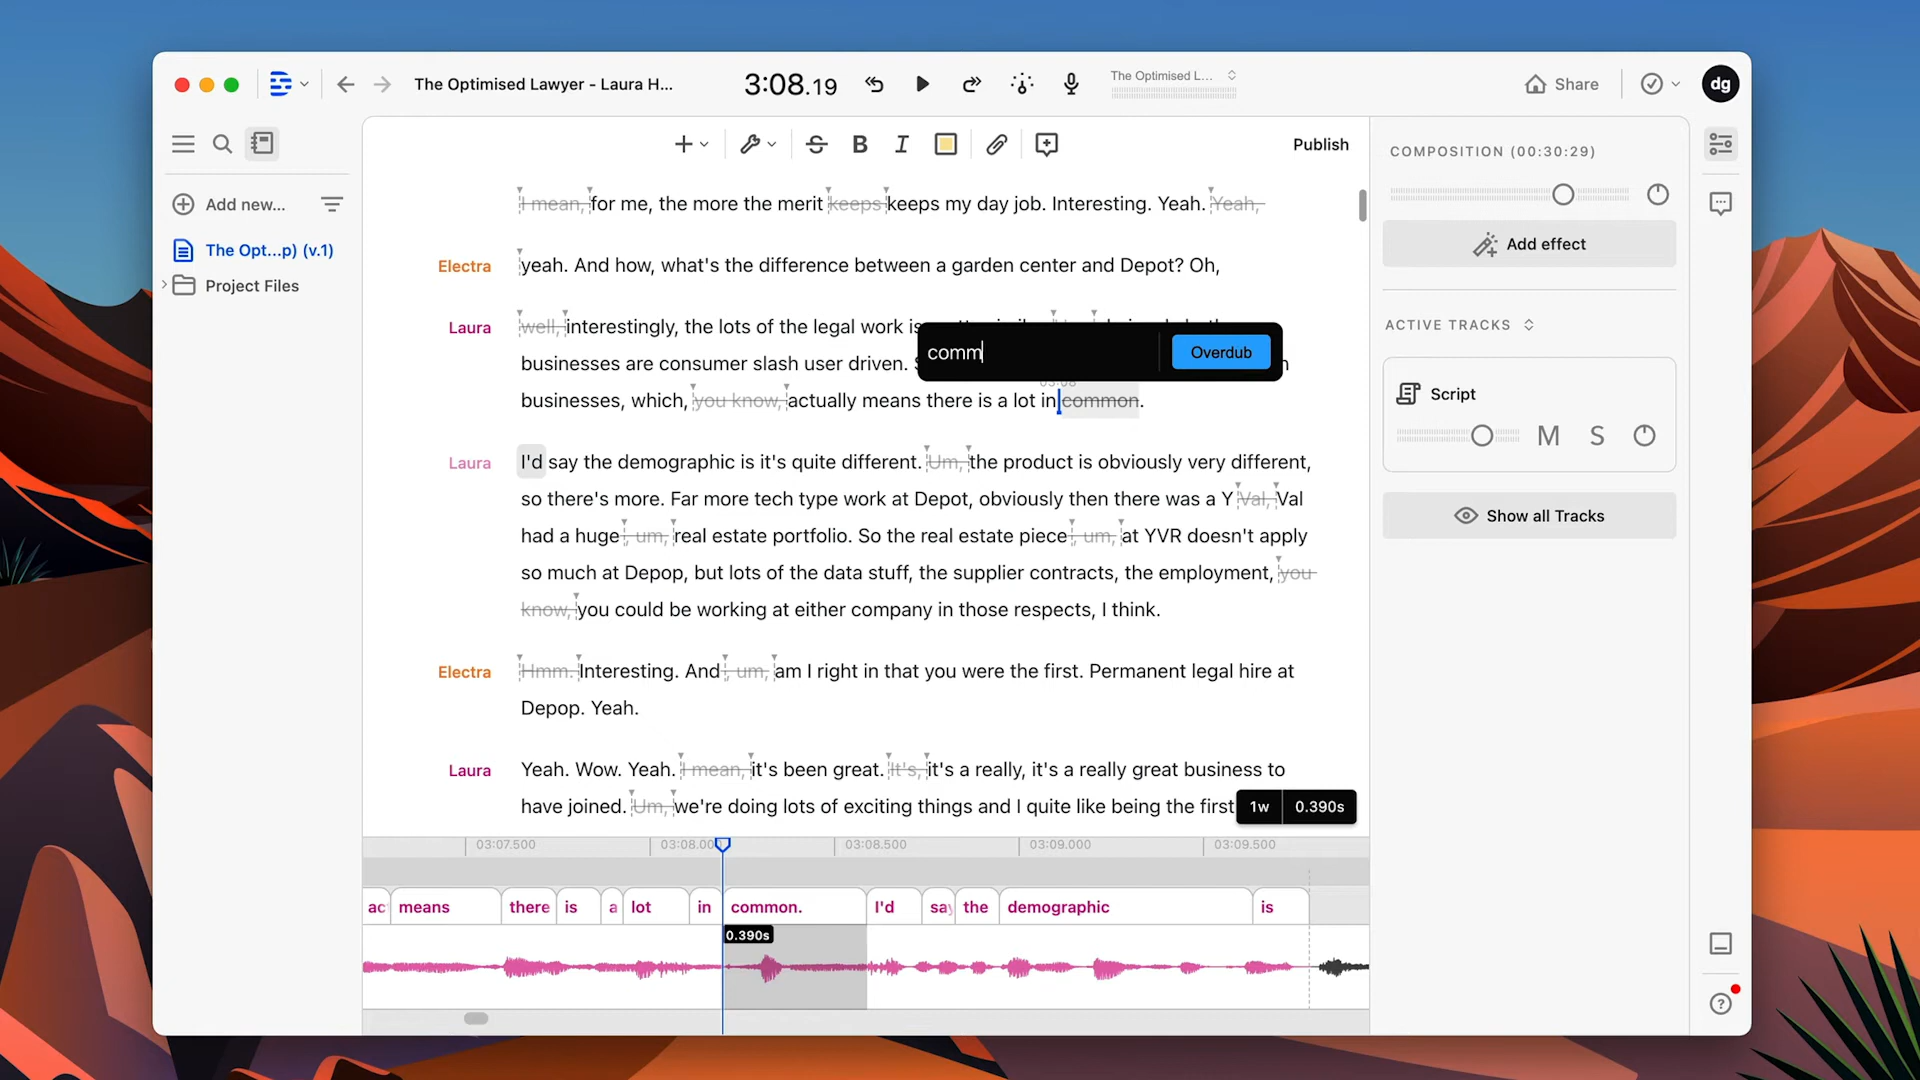 The Optimised Lawyer - Laura H...
3:08.19
The Optimised L...
Share
dg
Add new...
The Opt...p) (v.1)
Project Files
Publish
I mean, for me, the more the merit keeps keeps my day job. Interesting. Yeah. Yeah,
Electra yeah. And how, what's the difference between a garden center and Depot? Oh,
Laura well, interestingly, the lots of the legal work is
businesses are consumer slash user driven.
businesses, which, you know, actually means there is a lot in common.
comm
Overdub
03:08
Laura I'd say the demographic is it's quite different. Um, the product is obviously very different,
so there's more. Far more tech type work at Depot, obviously then there was a Y Val, Val
had a huge , um, real estate portfolio. So the real estate piece , um, at YVR doesn't apply
so much at Depop, but lots of the data stuff, the supplier contracts, the employment, you
know, you could be working at either company in those respects, I think.
Electra Hmm. Interesting. And , um, am I right in that you were the first. Permanent legal hire at
Depop. Yeah.
Laura Yeah. Wow. Yeah. I mean, it's been great. It's, it's a really, it's a really great business to
have joined. Um, we're doing lots of exciting things and I quite like being the first
1w 0.390s
COMPOSITION (00:30:29)
Add effect
ACTIVE TRACKS
Script
M S
Show all Tracks
03:07.500 03:08.000 03:08.500 03:09.000 03:09.500
ac means there is a lot in common. I'd say the demographic is
0.390s